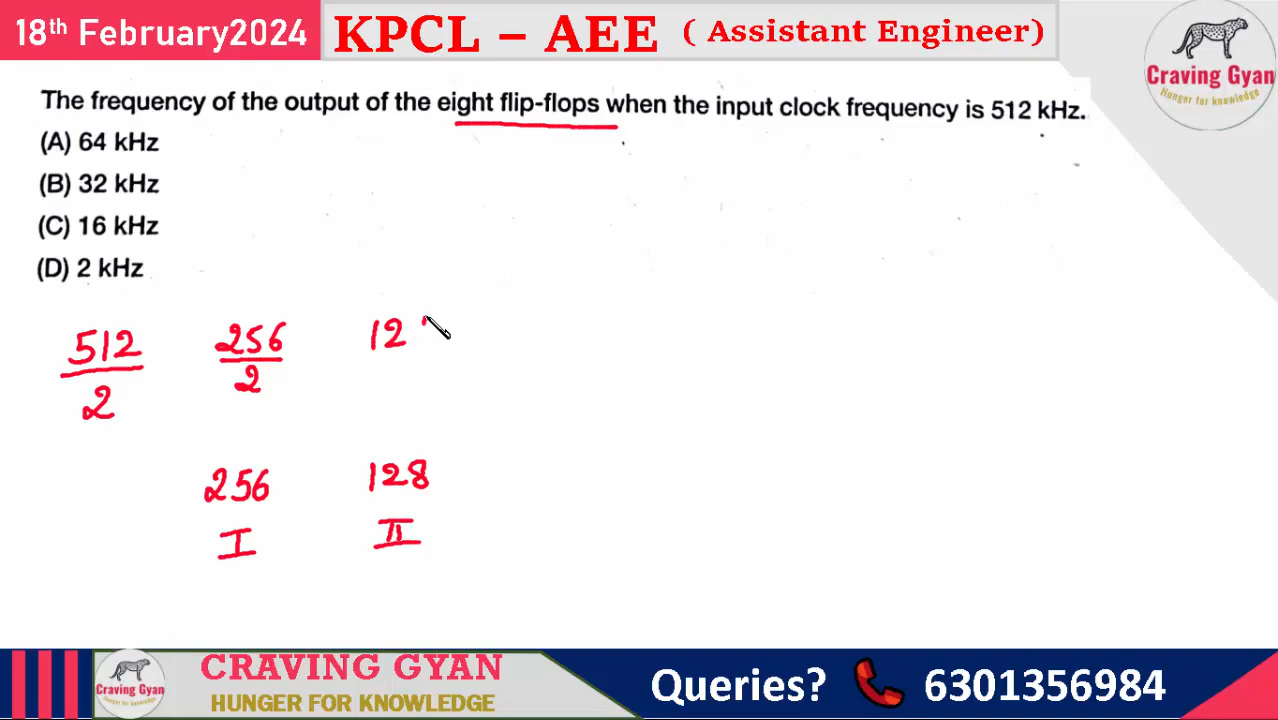 18th February2024
KPCL – AEE ( Assistant Engineer)
Craving Gyan
Hunger for knowledge
The frequency of the output of the eight flip-flops when the input clock frequency is 512 kHz.
(A) 64 kHz
(B) 32 kHz
(C) 16 kHz
(D) 2 kHz
512 256 12
2 2
256 128
I II
Craving Gyan
CRAVING GYAN
HUNGER FOR KNOWLEDGE
Queries? 6301356984